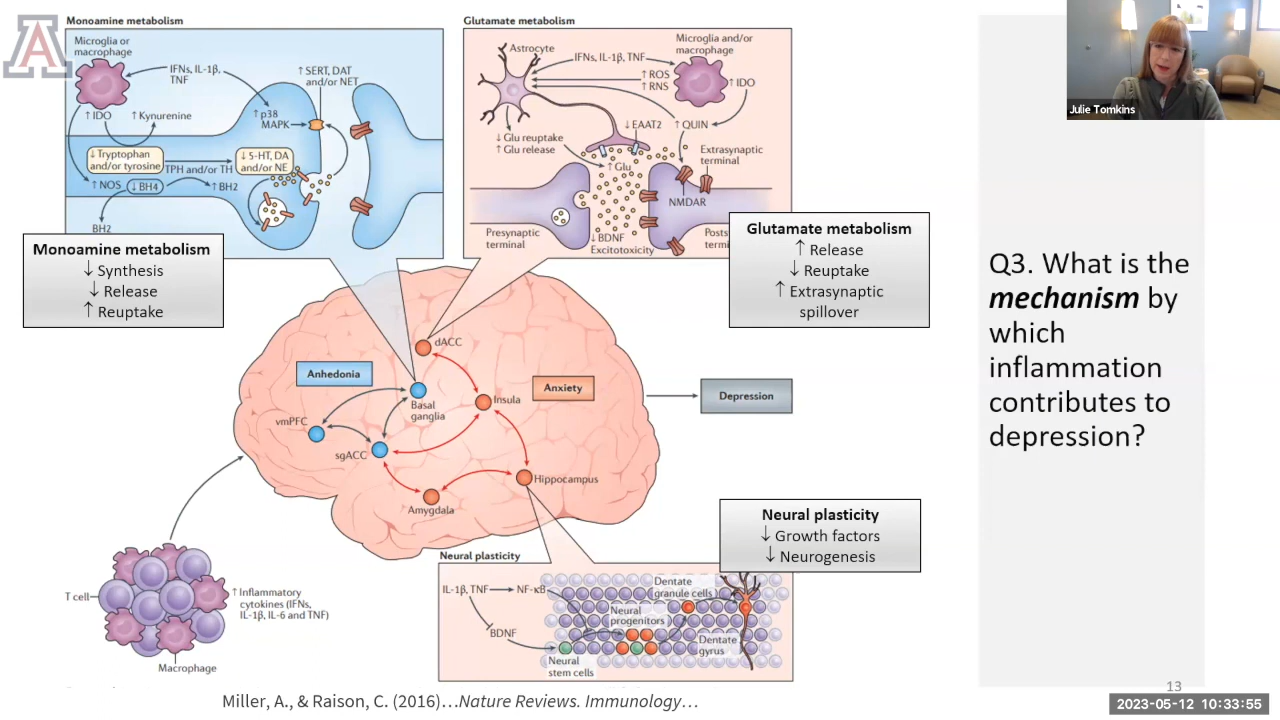 A
Monoamine metabolism
Microglia or
macrophage
IFNs, IL-1β,
TNF
↑ SERT, DAT
and/or NET
↑ IDO
↑ Kynurenine
↑ p38
MAPK
↓ Tryptophan
and/or tyrosine
TPH and/or TH
↓ 5-HT, DA
and/or NE
↑ NOS
↓ BH4
↑ BH2
BH2
Glutamate metabolism
Astrocyte
IFNs, IL-1β, TNF
Microglia and/or
macrophage
↑ ROS
↑ RNS
↑ IDO
↓ Glu reuptake
↑ Glu release
↓ EAAT2
↑ QUIN
↑ Glu
Extrasynaptic
terminal
NMDAR
Presynaptic
terminal
↓ BDNF
Excitotoxicity
Posts
termi
Julie Tomkins
Monoamine metabolism
↓ Synthesis
↓ Release
↑ Reuptake
Glutamate metabolism
↑ Release
↓ Reuptake
↑ Extrasynaptic
spillover
Q3. What is the
mechanism by
which
inflammation
contributes to
depression?
dACC
Anhedonia
Anxiety
Depression
Basal
ganglia
Insula
vmPFC
sgACC
Hippocampus
Amygdala
Neural plasticity
↓ Growth factors
↓ Neurogenesis
T cell
↑ Inflammatory
cytokines (IFNs,
IL-1β, IL-6 and TNF)
Macrophage
Neural plasticity
IL-1β, TNF
NF-κB
BDNF
Dentate
granule cells
Neural
progenitors
Dentate
gyrus
Neural
stem cells
Miller, A., & Raison, C. (2016)…Nature Reviews. Immunology…
13
2023-05-12 10:33:55